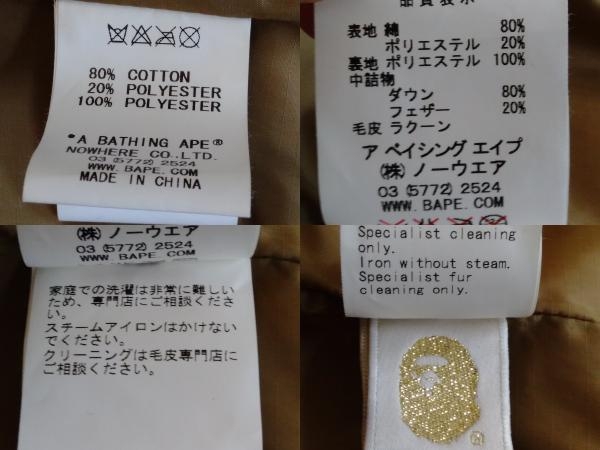 80% COTTON
20% POLYESTER
100% POLYESTER
*A BATHING APE®
NOWHERE CO.,LTD.
03 (5772) 2524
WWW.BAPE.COM
MADE IN CHINA
品質表示
表地 綿 80%
ポリエステル 20%
裏地 ポリエステル 100%
中詰物
ダウン 80%
フェザー 20%
毛皮 ラクーン
ア ベイシング エイプ
㈱ ノーウエア
03 (5772) 2524
WWW.BAPE.COM
㈱ ノーウエア
03 (5772) 2524
WWW.BAPE.COM
家庭での洗濯は非常に難しい
ため、専門店にご相談くださ
い。
スチームアイロンはかけない
でください。
クリーニングは毛皮専門店に
ご相談ください。
Specialist cleaning
only.
Iron without steam.
Specialist fur
cleaning only.
®